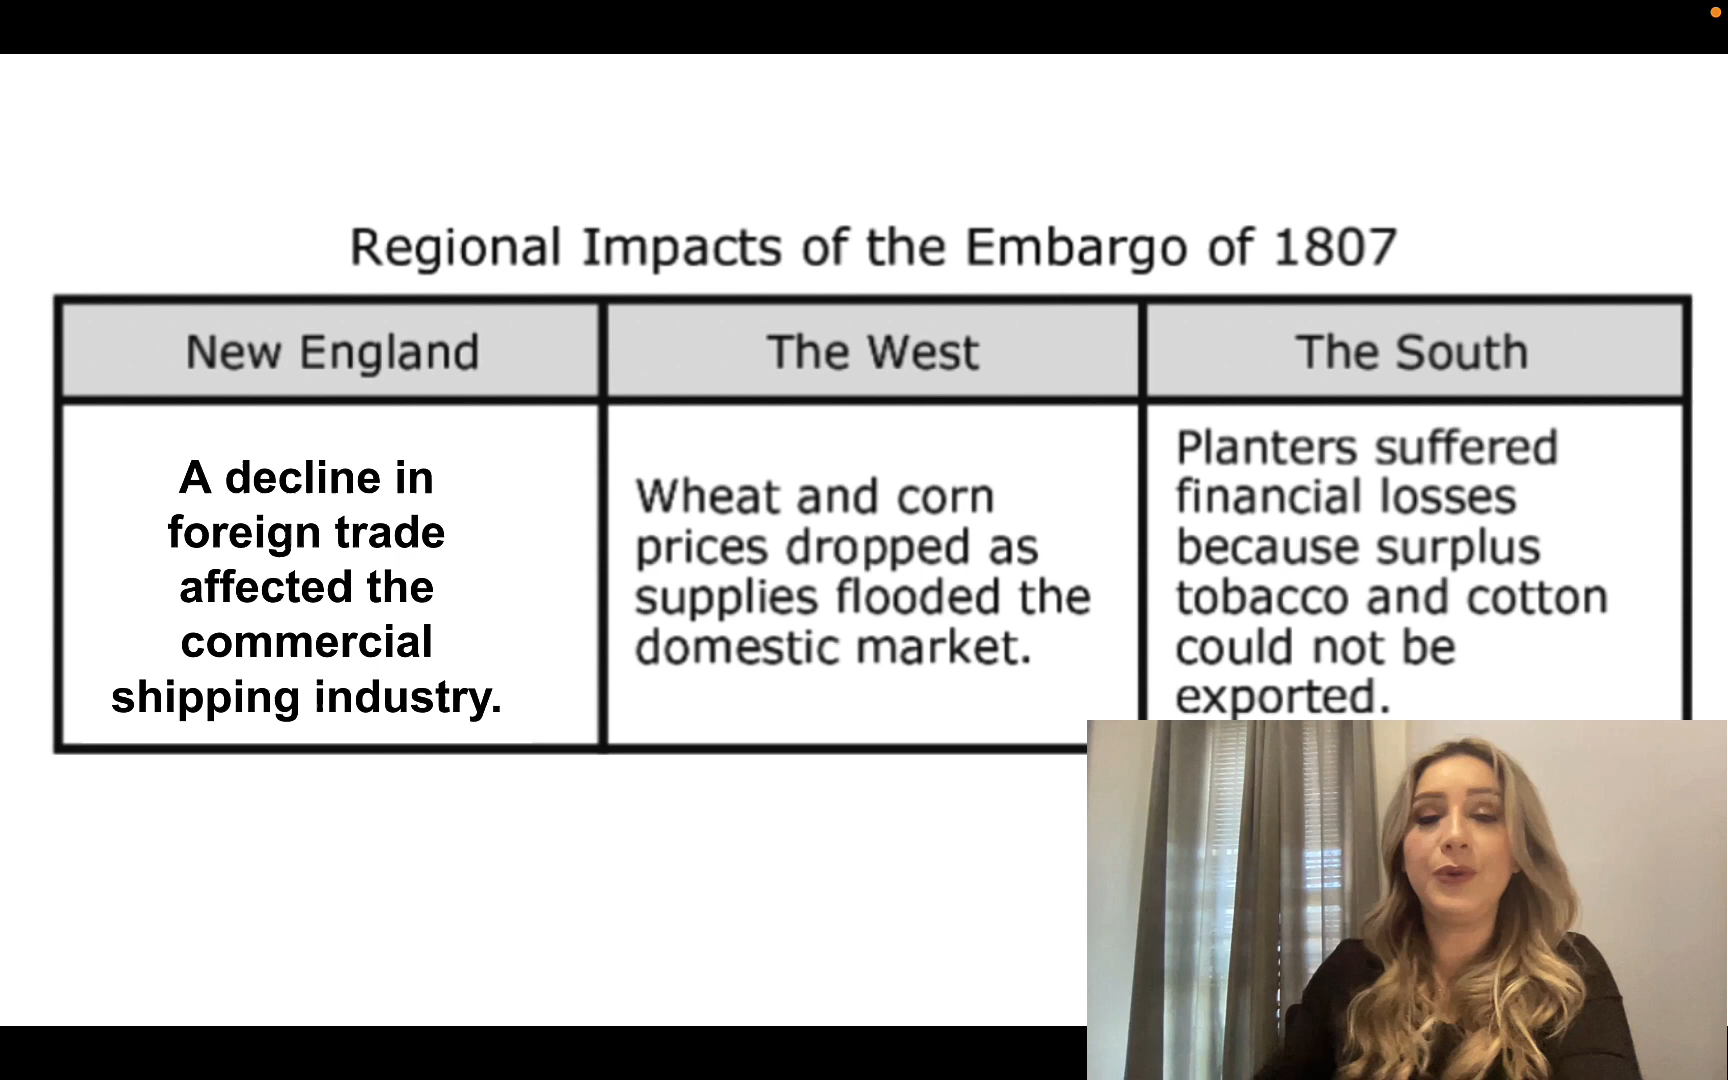 Regional Impacts of the Embargo of 1807
New England
The West
The South
A decline in
foreign trade
affected the
commercial
shipping industry.
Wheat and corn
prices dropped as
supplies flooded the
domestic market.
Planters suffered
financial losses
because surplus
tobacco and cotton
could not be
exported.